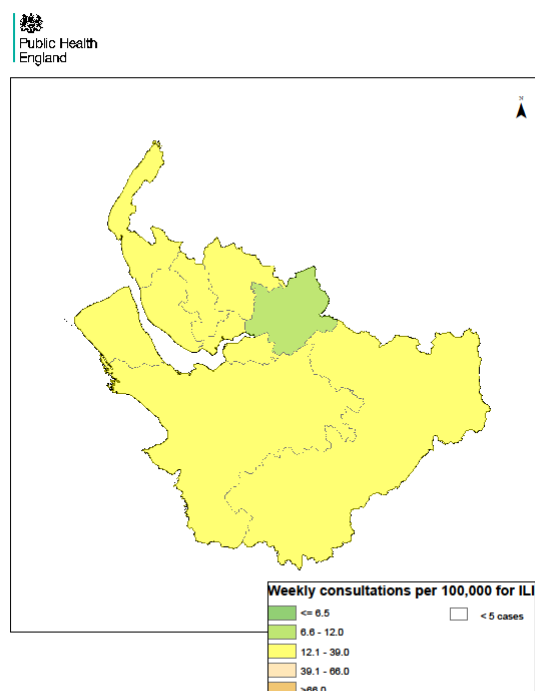 Public Health
England
N
Weekly consultations per 100,000 for ILI
<= 6.5
< 5 cases
6.6 - 12.0
12.1 - 39.0
39.1 - 66.0
>66.0